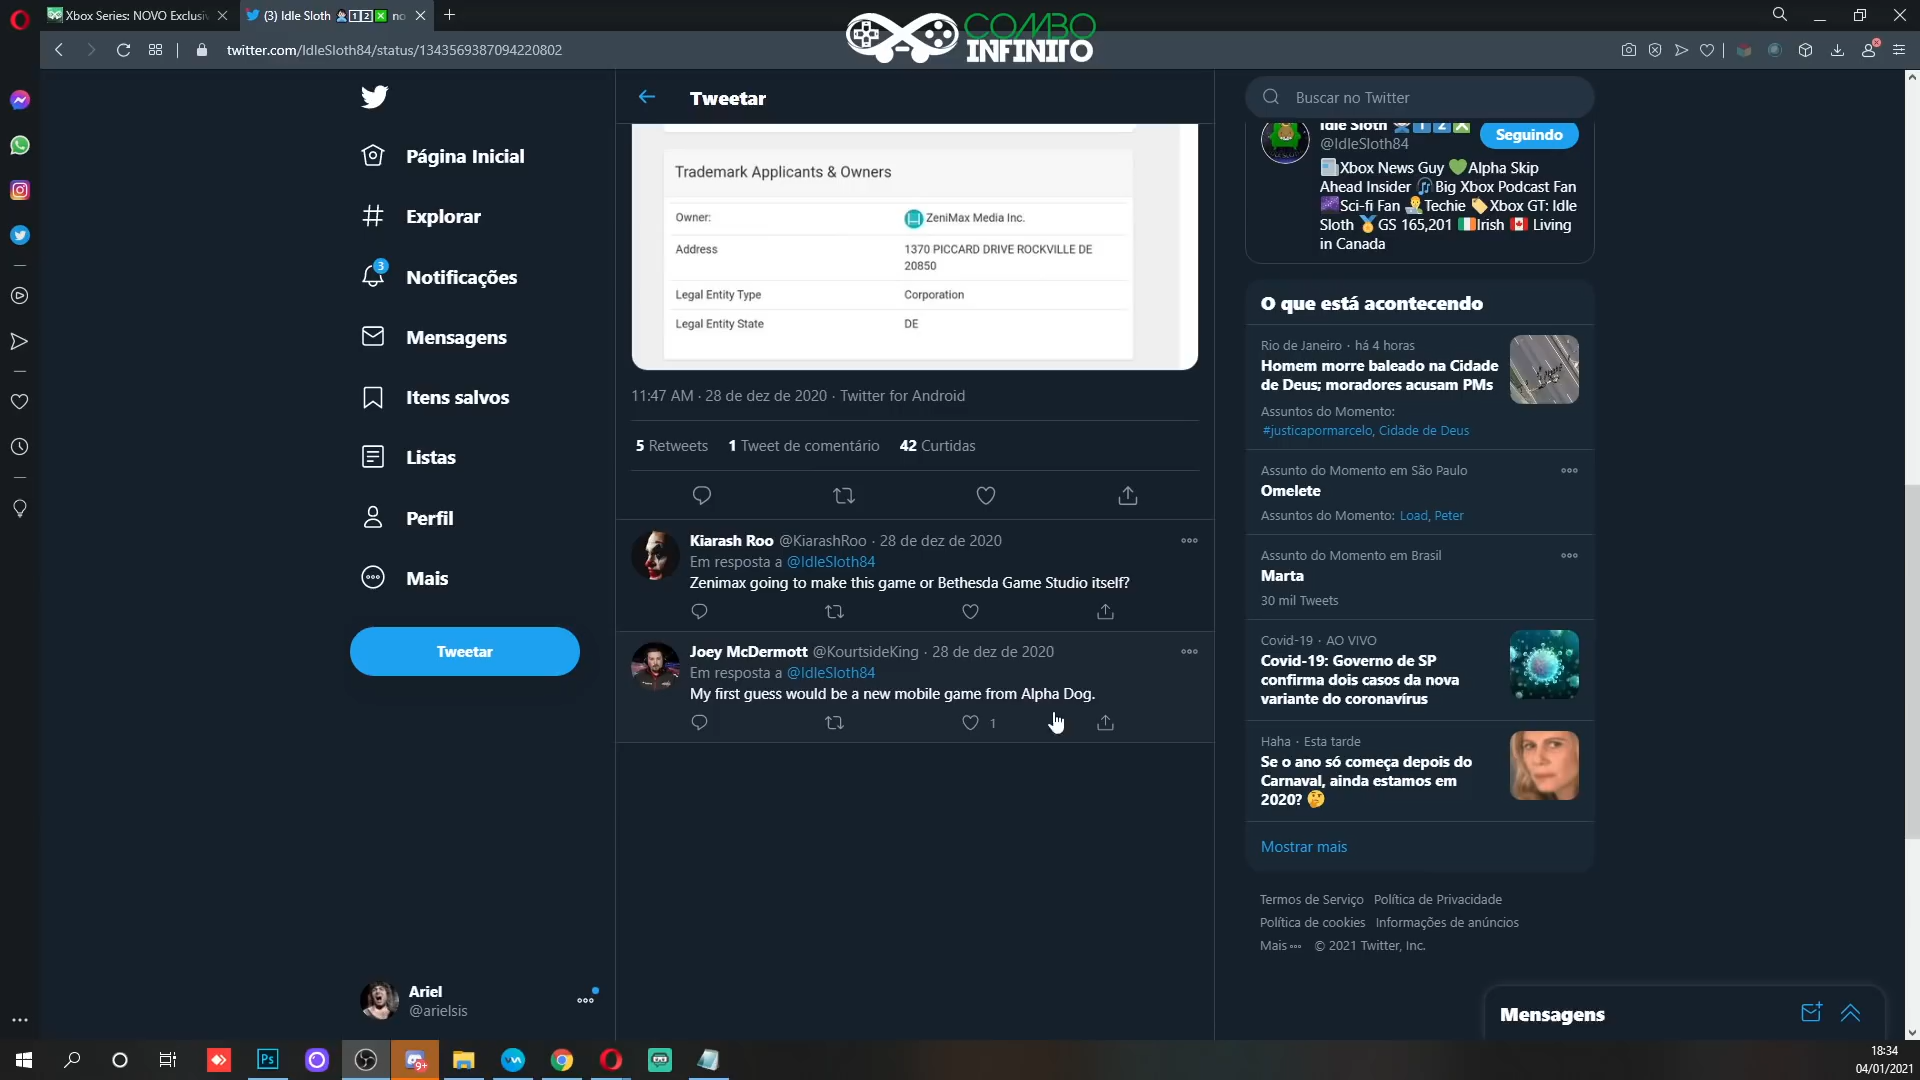 Xbox Series: NOVO Exclusiv
(3) Idle Sloth 👤1️⃣2️⃣❎ no
COMBO
INFINITO
twitter.com/IdleSloth84/status/1343569387094220802
Página Inicial
Explorar
3
Notificações
Mensagens
Itens salvos
Listas
Perfil
Mais
Tweetar
Ariel
@arielsis
Tweetar
Trademark Applicants & Owners
Owner: ZeniMax Media Inc.
Address 1370 PICCARD DRIVE ROCKVILLE DE
20850
Legal Entity Type Corporation
Legal Entity State DE
11:47 AM · 28 de dez de 2020 · Twitter for Android
5 Retweets 1 Tweet de comentário 42 Curtidas
Kiarash Roo @KiarashRoo · 28 de dez de 2020
Em resposta a @IdleSloth84
Zenimax going to make this game or Bethesda Game Studio itself?
Joey McDermott @KourtsideKing · 28 de dez de 2020
Em resposta a @IdleSloth84
My first guess would be a new mobile game from Alpha Dog.
1
Buscar no Twitter
Idle Sloth 👤1️⃣2️⃣❎
Seguindo
@IdleSloth84
📰Xbox News Guy 💚Alpha Skip
Ahead Insider 🎧Big Xbox Podcast Fan
🌌Sci-fi Fan 👨‍💻Techie 🏷️Xbox GT: Idle
Sloth 🏅GS 165,201 🇮🇪Irish 🇨🇦 Living
in Canada
O que está acontecendo
Rio de Janeiro · há 4 horas
Homem morre baleado na Cidade
de Deus; moradores acusam PMs
Assuntos do Momento:
#justicapormarcelo, Cidade de Deus
Assunto do Momento em São Paulo
Omelete
Assuntos do Momento: Load, Peter
Assunto do Momento em Brasil
Marta
30 mil Tweets
Covid-19 · AO VIVO
Covid-19: Governo de SP
confirma dois casos da nova
variante do coronavírus
Haha · Esta tarde
Se o ano só começa depois do
Carnaval, ainda estamos em
2020? 🤔
Mostrar mais
Termos de Serviço Política de Privacidade
Política de cookies Informações de anúncios
Mais © 2021 Twitter, Inc.
Mensagens
Ps
9+
18:34
04/01/2021